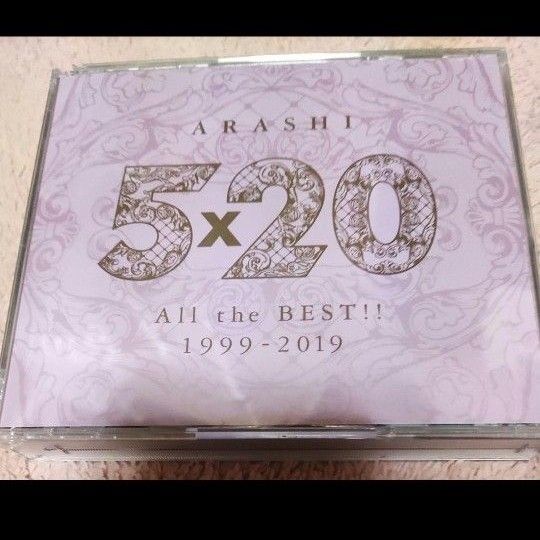 ARASHI
5x20
All the BEST!!
1999-2019